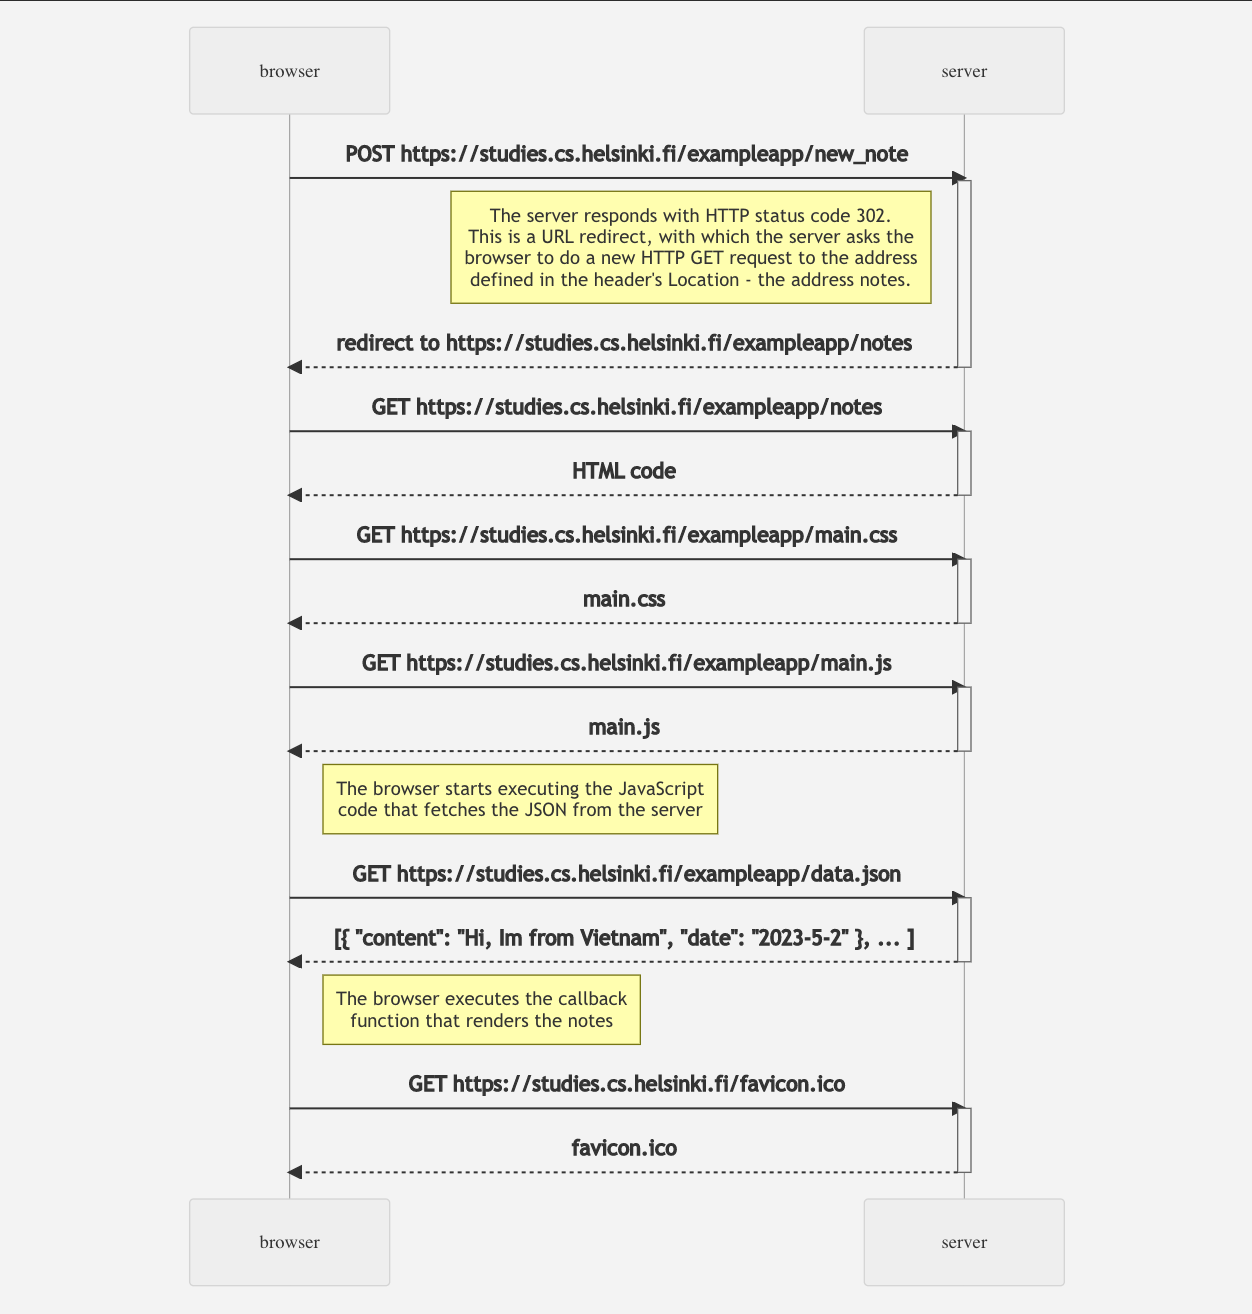 browser
server
POST https://studies.cs.helsinki.fi/exampleapp/new_note
The server responds with HTTP status code 302.
This is a URL redirect, with which the server asks the
browser to do a new HTTP GET request to the address
defined in the header's Location - the address notes.
redirect to https://studies.cs.helsinki.fi/exampleapp/notes
GET https://studies.cs.helsinki.fi/exampleapp/notes
HTML code
GET https://studies.cs.helsinki.fi/exampleapp/main.css
main.css
GET https://studies.cs.helsinki.fi/exampleapp/main.js
main.js
The browser starts executing the JavaScript
code that fetches the JSON from the server
GET https://studies.cs.helsinki.fi/exampleapp/data.json
[{ "content": "Hi, Im from Vietnam", "date": "2023-5-2" }, ... ]
The browser executes the callback
function that renders the notes
GET https://studies.cs.helsinki.fi/favicon.ico
favicon.ico
browser
server